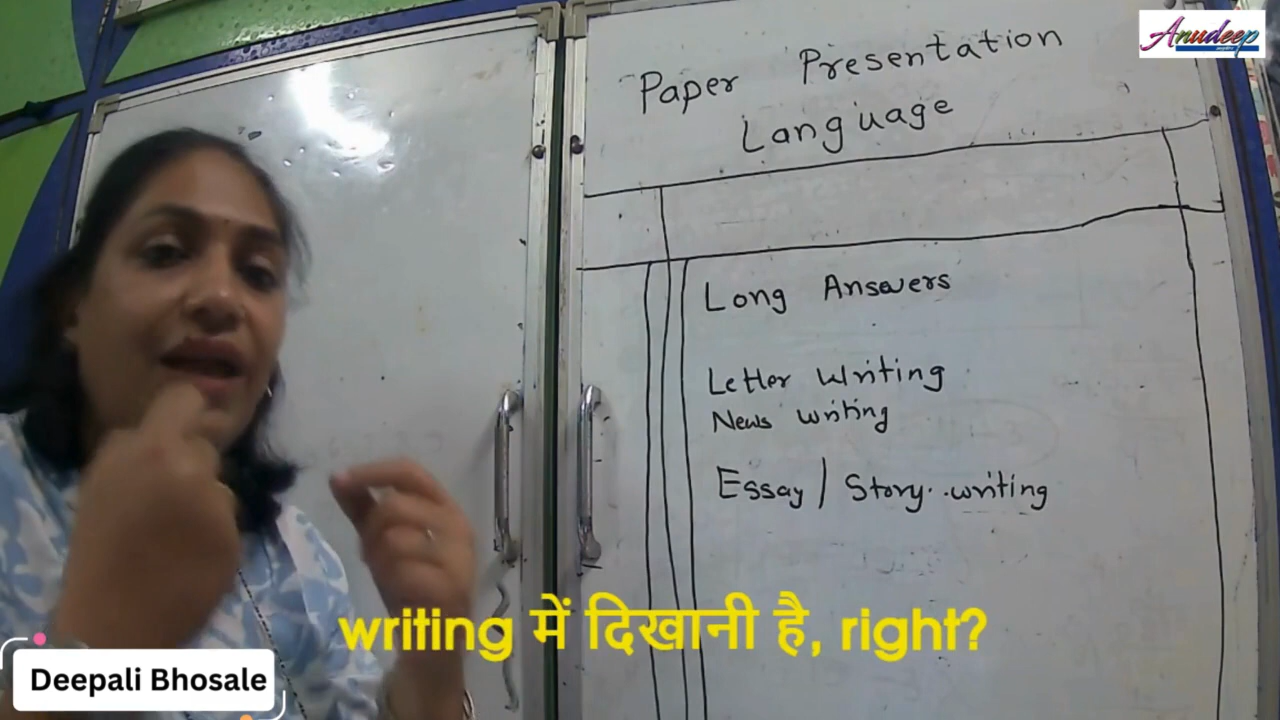 Anudeep
Paper Presentation
Language
Long Answers
Letter Writing
News writing
Essay / Story writing
writing में दिखानी है, right?
Deepali Bhosale